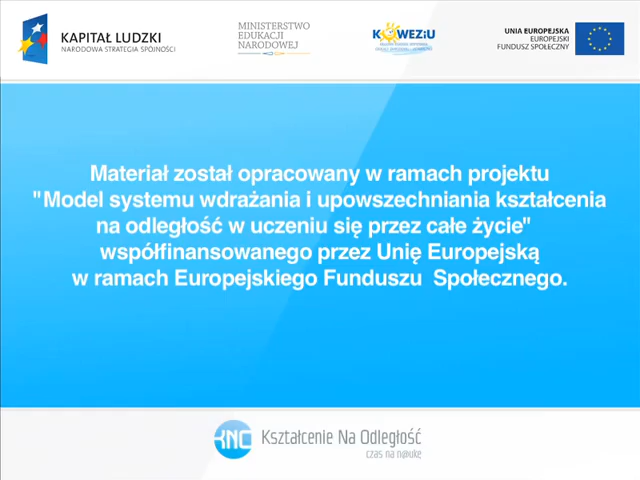 KAPITAŁ LUDZKI
NARODOWA STRATEGIA SPÓJNOŚCI
MINISTERSTWO
EDUKACJI
NARODOWEJ
KOWEZiU
UNIA EUROPEJSKA
EUROPEJSKI
FUNDUSZ SPOŁECZNY
Materiał został opracowany w ramach projektu
"Model systemu wdrażania i upowszechniania kształcenia
na odległość w uczeniu się przez całe życie"
współfinansowanego przez Unię Europejską
w ramach Europejskiego Funduszu Społecznego.
KNO Kształcenie Na Odległość
czas na n@ukę